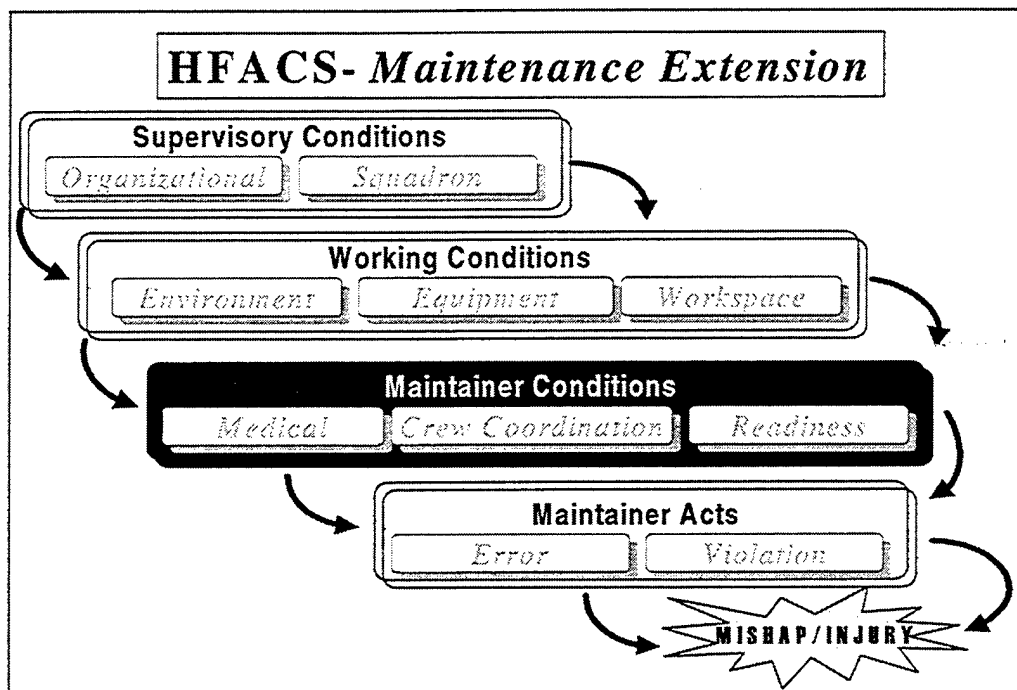 HFACS- Maintenance Extension
Supervisory Conditions
Organizational Squadron
Working Conditions
Environment Equipment Workspace
Maintainer Conditions
Medical Crew Coordination Readiness
Maintainer Acts
Error Violation
MISHAP/INJURY